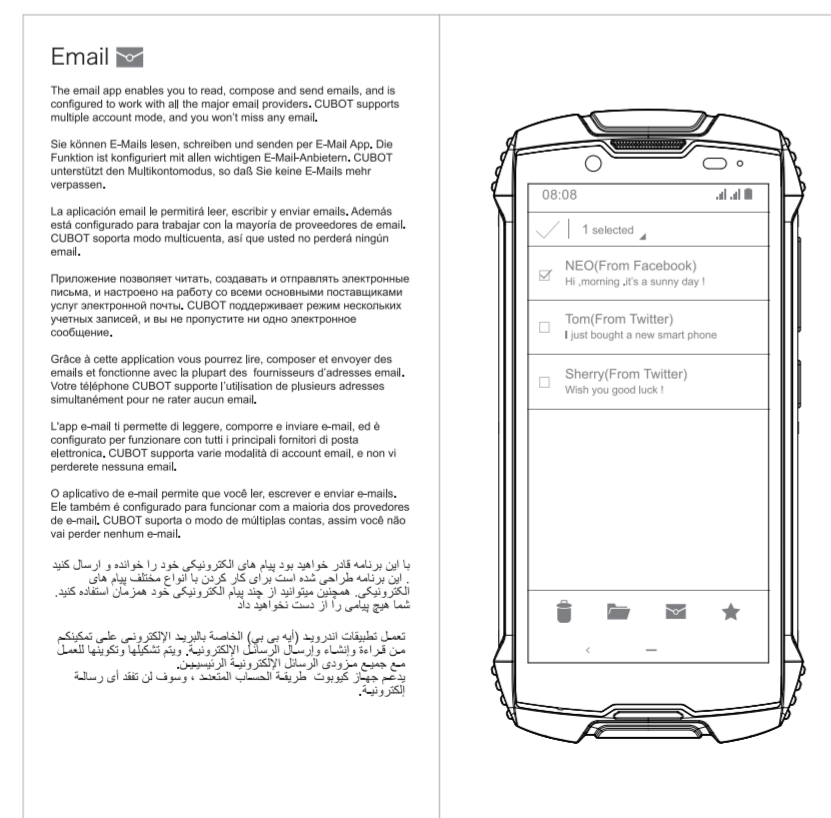 Email
The email app enables you to read, compose and send emails, and is
configured to work with all the major email providers. CUBOT supports
multiple account mode, and you won't miss any email.
Sie können E-Mails lesen, schreiben und senden per E-Mail App. Die
Funktion ist konfiguriert mit allen wichtigen E-Mail-Anbietern. CUBOT
unterstützt den Multikontomodus, so daß Sie keine E-Mails mehr
verpassen.
La aplicación email le permitirá leer, escribir y enviar emails. Además
está configurado para trabajar con la mayoría de proveedores de email.
CUBOT soporta modo multicuenta, así que usted no perderá ningún
email.
Приложение позволяет читать, создавать и отправлять электронные
письма, и настроено на работу со всеми основными поставщиками
услуг электронной почты. CUBOT поддерживает режим нескольких
учетных записей, и вы не пропустите ни одно электронное
сообщение.
Grâce à cette application vous pourrez lire, composer et envoyer des
emails et fonctionne avec la plupart des fournisseurs d'adresses email.
Votre téléphone CUBOT supporte l'utilisation de plusieurs adresses
simultanément pour ne rater aucun email.
L'app e-mail ti permette di leggere, comporre e inviare e-mail, ed è
configurato per funzionare con tutti i principali fornitori di posta
elettronica. CUBOT supporta varie modalità di account email, e non vi
perderete nessuna email.
O aplicativo de e-mail permite que você ler, escrever e enviar e-mails.
Ele também é configurado para funcionar com a maioria dos provedores
de e-mail. CUBOT suporta o modo de múltiplas contas, assim você não
vai perder nenhum e-mail.
با این برنامه قادر خواهید بود پیام های الکترونیکی خود را خوانده و ارسال کنید
. این برنامه طراحی شده است برای کار کردن با انواع مختلف پیام های
الکترونیکی. همچنین میتوانید از چند پیام الکترونیکی خود همزمان استفاده کنید.
شما هیچ پیامی را از دست نخواهید داد
تعمل تطبيقات اندرويد (أيه بى بي) الخاصة بالبريد الإلكترونى على تمكينكم
من قراءة وإنشاء وإرسال الرسائل الإلكترونية. ويتم تشكيلها وتكوينها للعمل
مع جميع مزودى الرسائل الإلكترونية الرئيسيين.
يدعم جهاز كيوبوت طريقة الحساب المتعدد ، وسوف لن تفقد أى رسالة
إلكترونية.
08:08
1 selected
NEO(From Facebook)
Hi ,morning .it's a sunny day !
Tom(From Twitter)
I just bought a new smart phone
Sherry(From Twitter)
Wish you good luck !